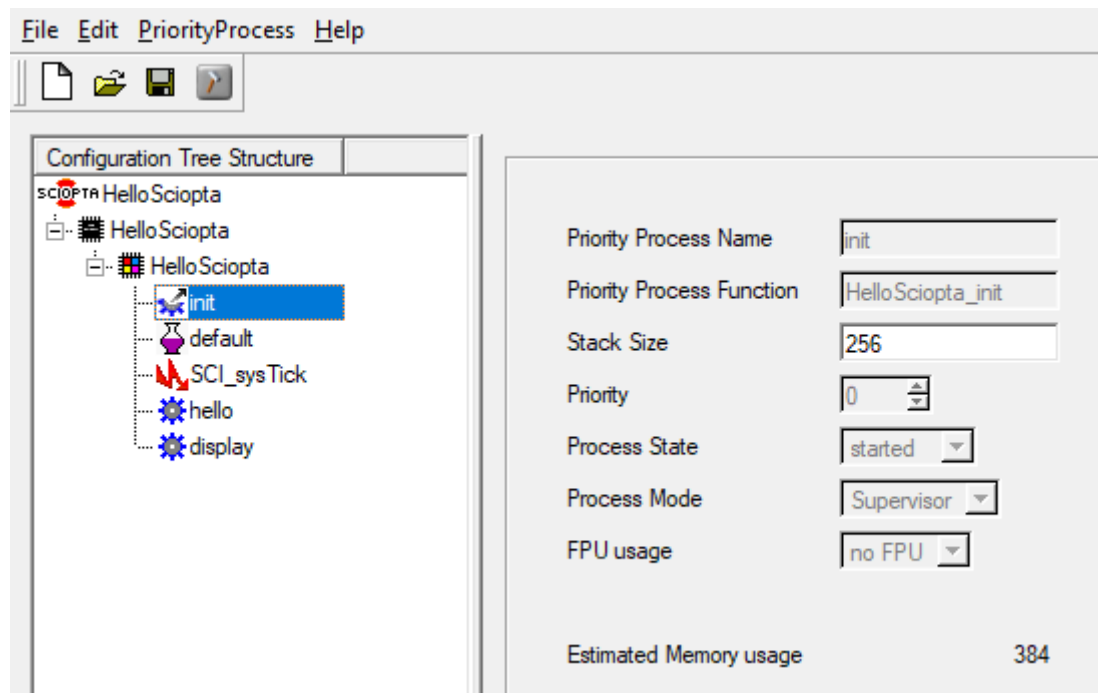 File Edit PriorityProcess Help
Configuration Tree Structure
SCIOPTA HelloSciopta
HelloSciopta
HelloSciopta
init
default
SCI_sysTick
hello
display
Priority Process Name init
Priority Process Function HelloSciopta_init
Stack Size 256
Priority 0
Process State started
Process Mode Supervisor
FPU usage no FPU
Estimated Memory usage 384